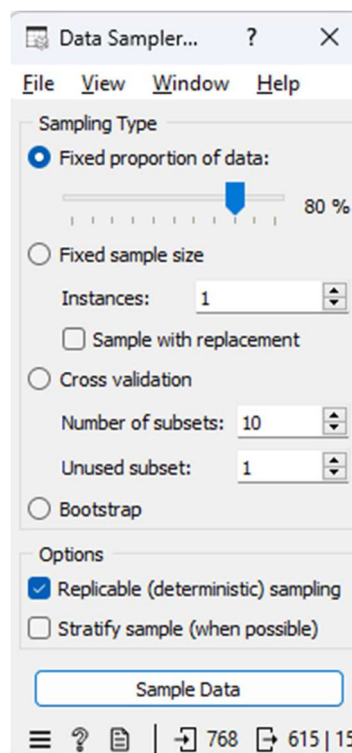 Data Sampler... ?
File View Window Help
Sampling Type
Fixed proportion of data:
80 %
Fixed sample size
Instances: 1
Sample with replacement
Cross validation
Number of subsets: 10
Unused subset: 1
Bootstrap
Options
Replicable (deterministic) sampling
Stratify sample (when possible)
Sample Data
? 768 615 | 15